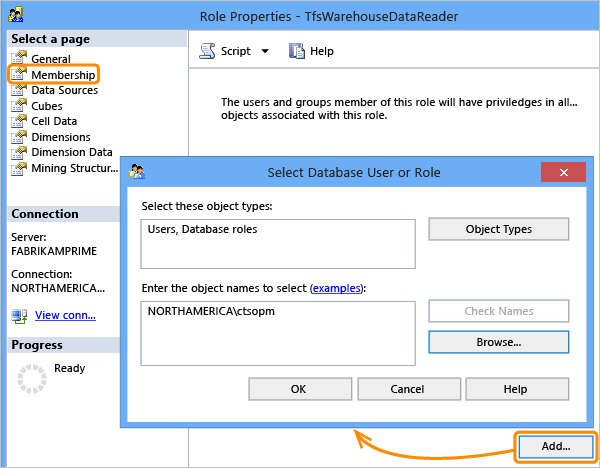 Role Properties - TfsWarehouseDataReader
Select a page
General
Membership
Data Sources
Cubes
Cell Data
Dimensions
Dimension Data
Mining Structur...
Script
Help
The users and groups member of this role will have priviledges in all...
objects associated with this role.
Connection
Server:
FABRIKAMPRIME
Connection:
NORTHAMERICA...
View conn...
Progress
Ready
Select Database User or Role
Select these object types:
Users, Database roles
Object Types
Enter the object names to select (examples):
NORTHAMERICA\ctsopm
Check Names
Browse...
OK
Cancel
Help
Add...